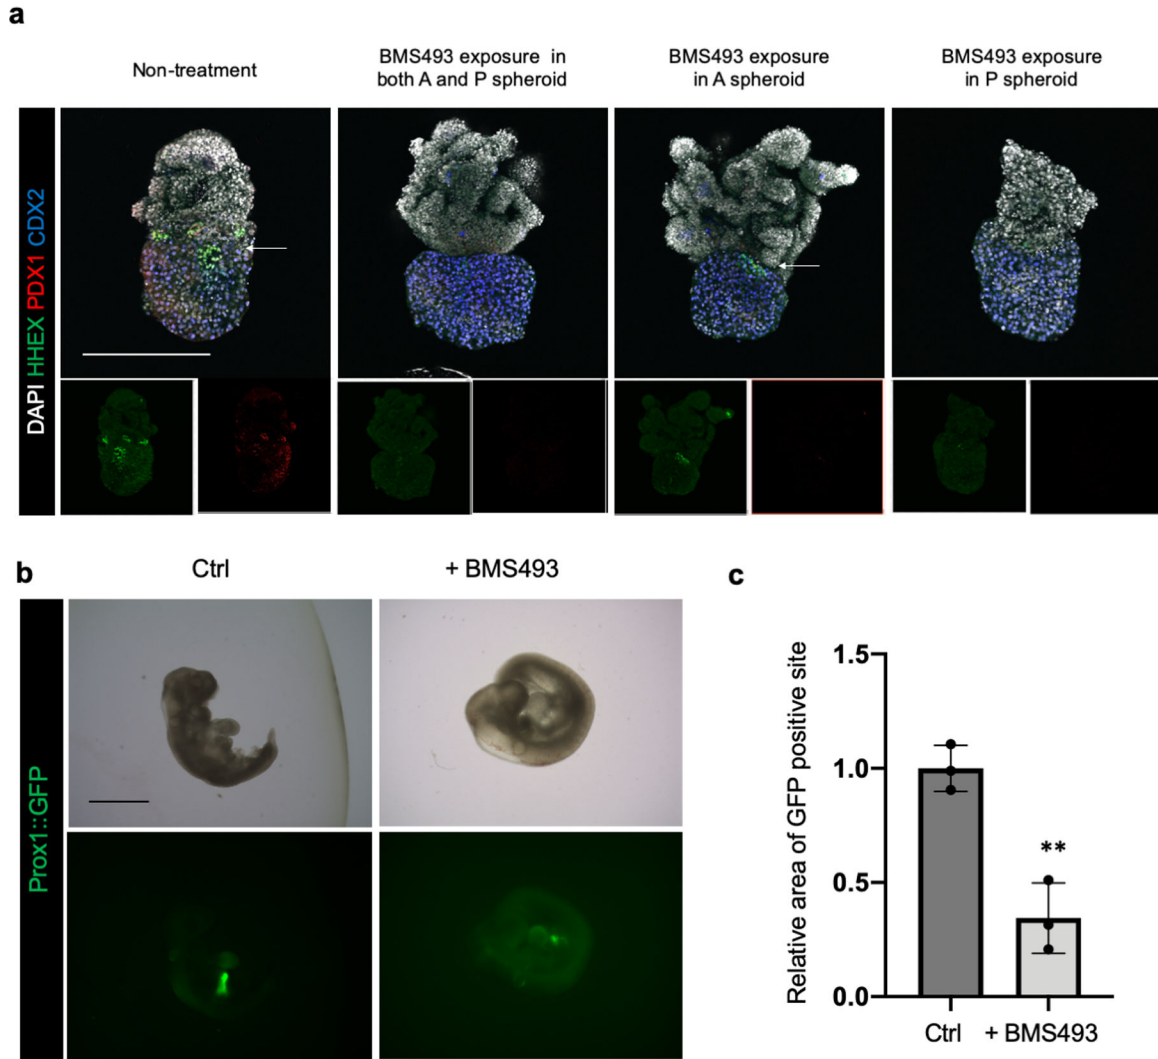 a
Non-treatment
BMS493 exposure in
both A and P spheroid
BMS493 exposure
in A spheroid
BMS493 exposure
in P spheroid
DAPI HHEX PDX1 CDX2
b
Ctrl
+ BMS493
Prox1::GFP
c
Relative area of GFP positive site
1.5
1.0
0.5
0.0
**
Ctrl
+ BMS493